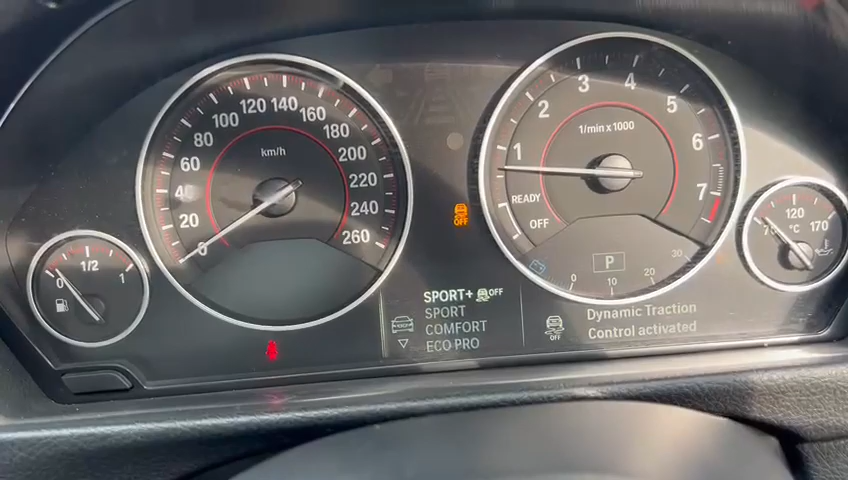 20
40
60
80
100
120
140
160
180
200
220
240
260
0
km/h
1
2
3
4
5
6
7
1/min x 1000
READY
OFF
P
0
10
20
30
0
1/2
1
70
120
170
°C
OFF
SPORT+ OFF
SPORT
COMFORT
ECO PRO
OFF
Dynamic Traction
Control activated